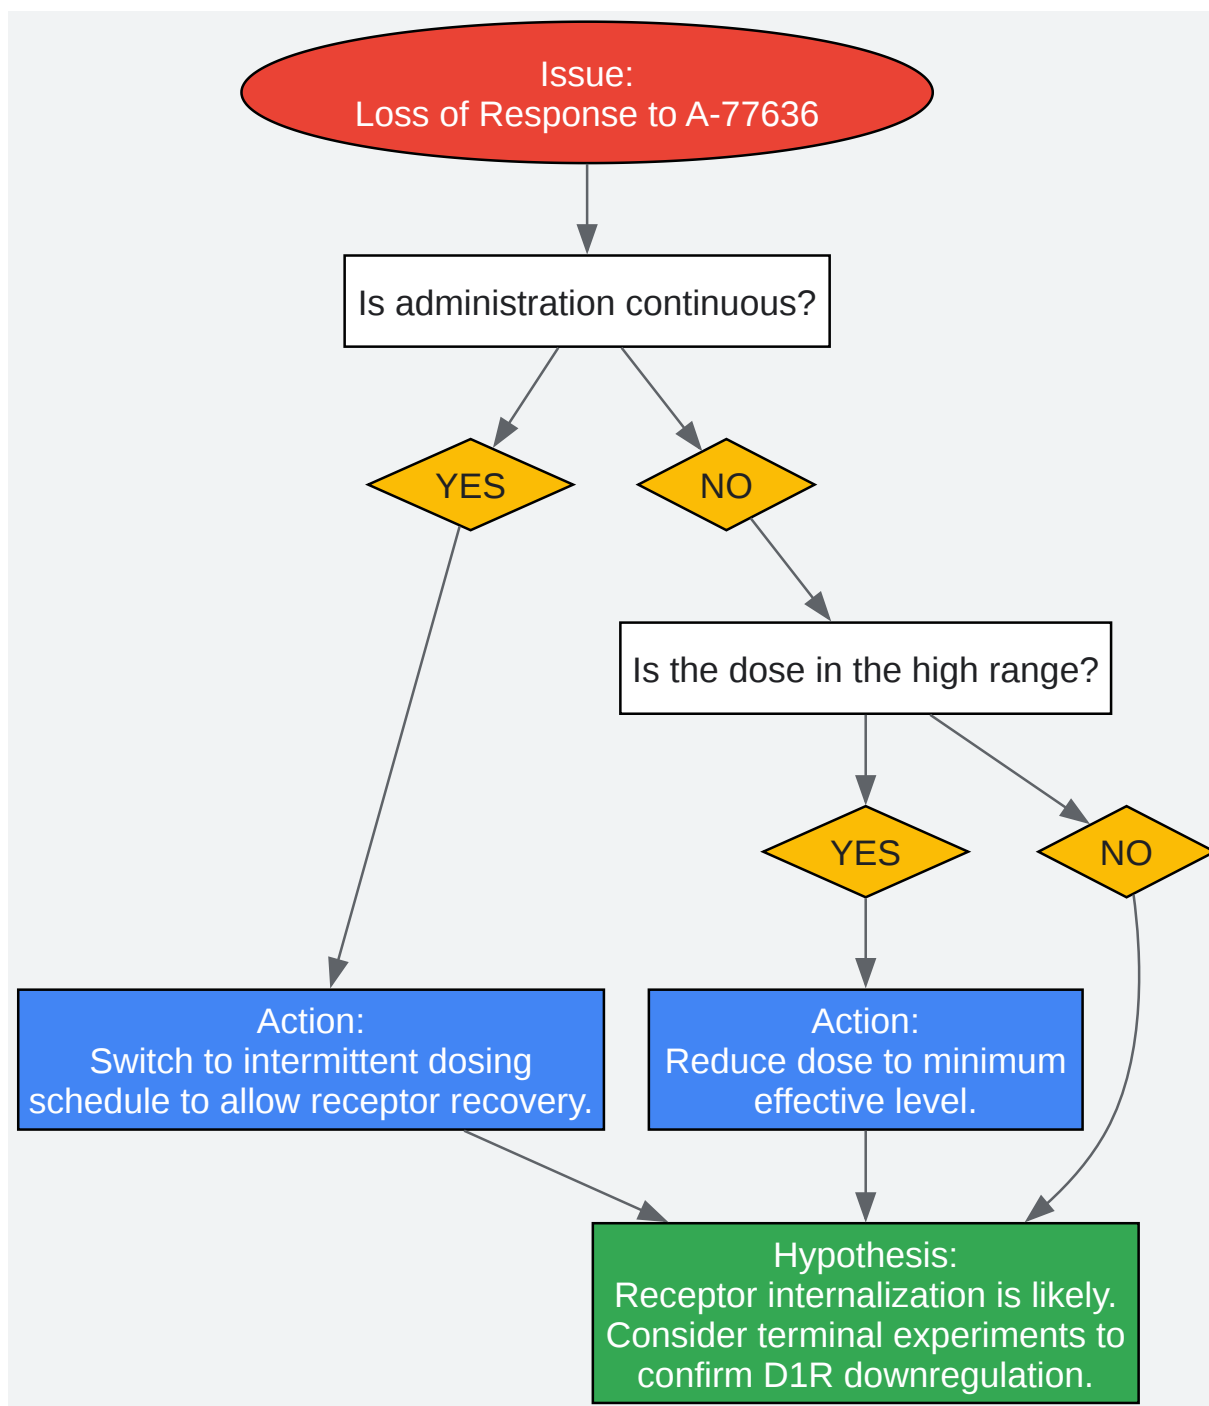 Issue:
Loss of Response to A-77636
Is administration continuous?
YES
NO
Is the dose in the high range?
YES
NO
Action:
Switch to intermittent dosing
schedule to allow receptor recovery.
Action:
Reduce dose to minimum
effective level.
Hypothesis:
Receptor internalization is likely.
Consider terminal experiments to
confirm D1R downregulation.